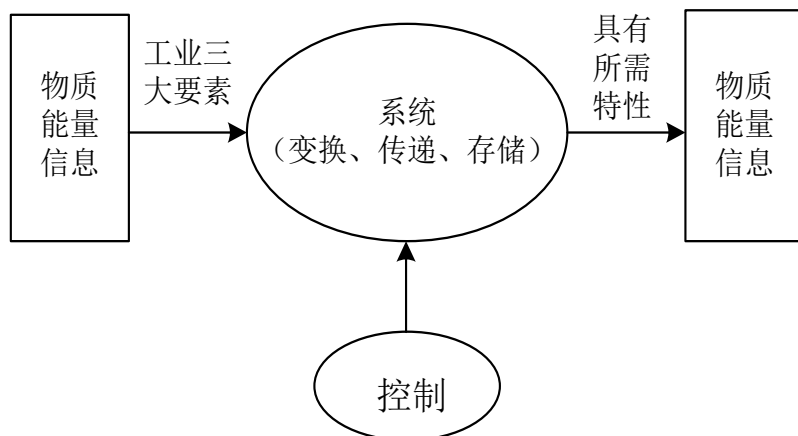 物质
能量
信息
工业三
大要素
系统
（变换、传递、存储）
具有
所需
特性
物质
能量
信息
控制